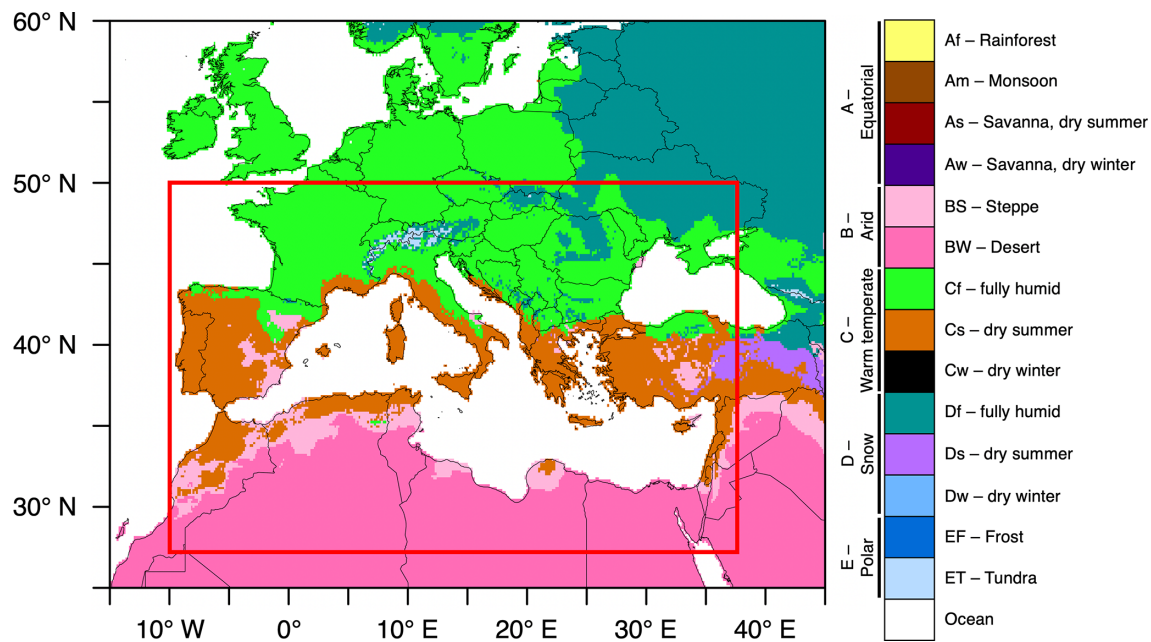 60° N
50° N
40° N
30° N
10° W
0°
10° E
20° E
30° E
40° E
A –
Equatorial
B –
Arid
C –
Warm temperate
D –
Snow
E –
Polar
Af – Rainforest
Am – Monsoon
As – Savanna, dry summer
Aw – Savanna, dry winter
BS – Steppe
BW – Desert
Cf – fully humid
Cs – dry summer
Cw – dry winter
Df – fully humid
Ds – dry summer
Dw – dry winter
EF – Frost
ET – Tundra
Ocean